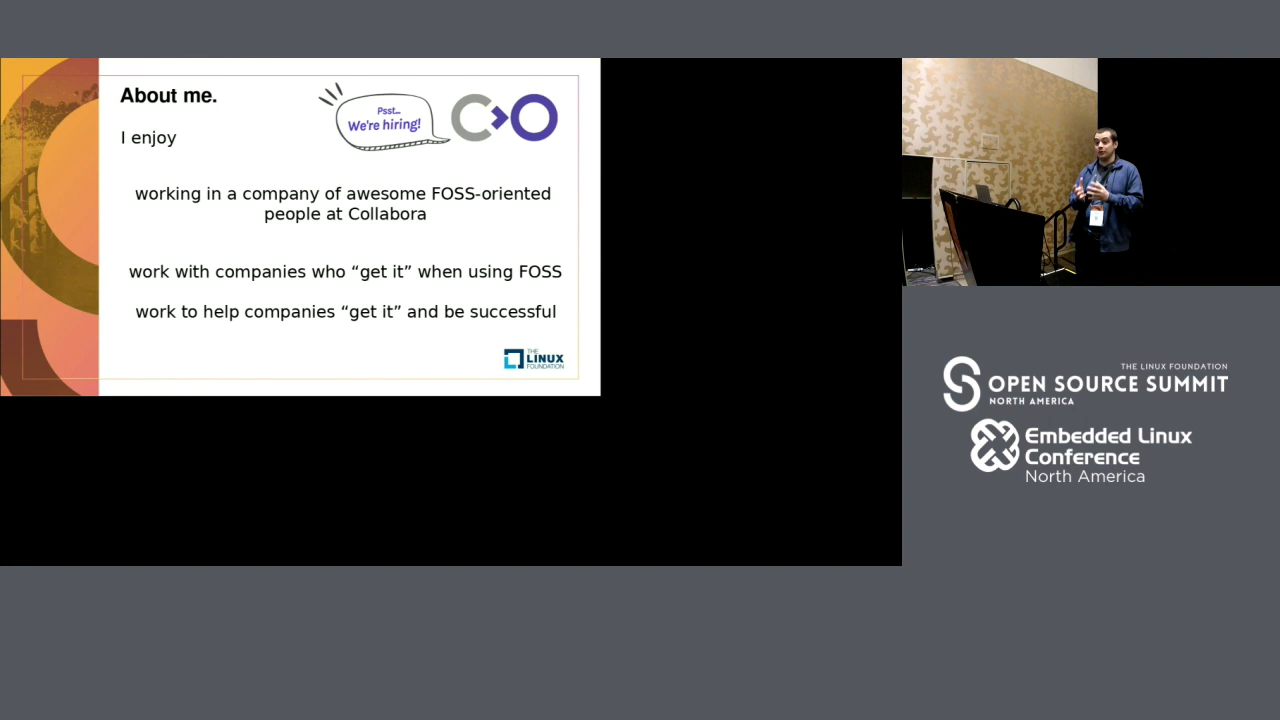 About me.
Psst...
We're hiring!
I enjoy
working in a company of awesome FOSS-oriented
people at Collabora
work with companies who “get it” when using FOSS
work to help companies “get it” and be successful
THE
LINUX
FOUNDATION
THE LINUX FOUNDATION
OPEN SOURCE SUMMIT
NORTH AMERICA
Embedded Linux
Conference
North America